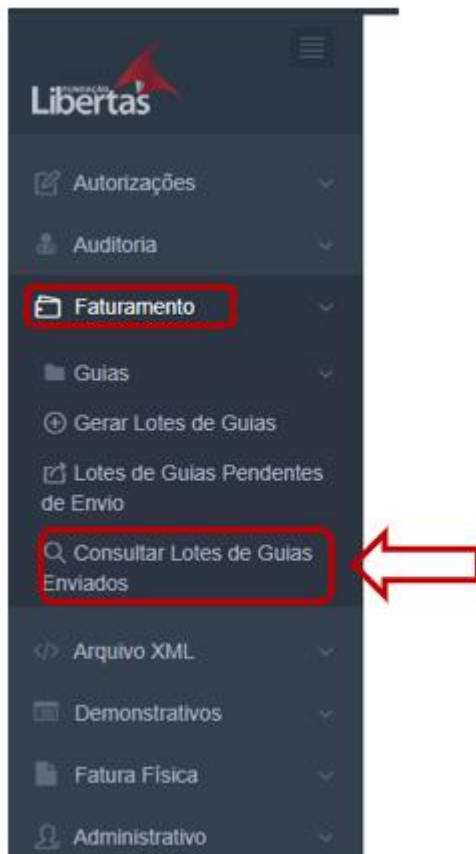 FUNDAÇÃO
Libertas
Autorizações
Auditoria
Faturamento
Guias
Gerar Lotes de Guias
Lotes de Guias Pendentes
de Envio
Consultar Lotes de Guias
Enviados
Arquivo XML
Demonstrativos
Fatura Física
Administrativo